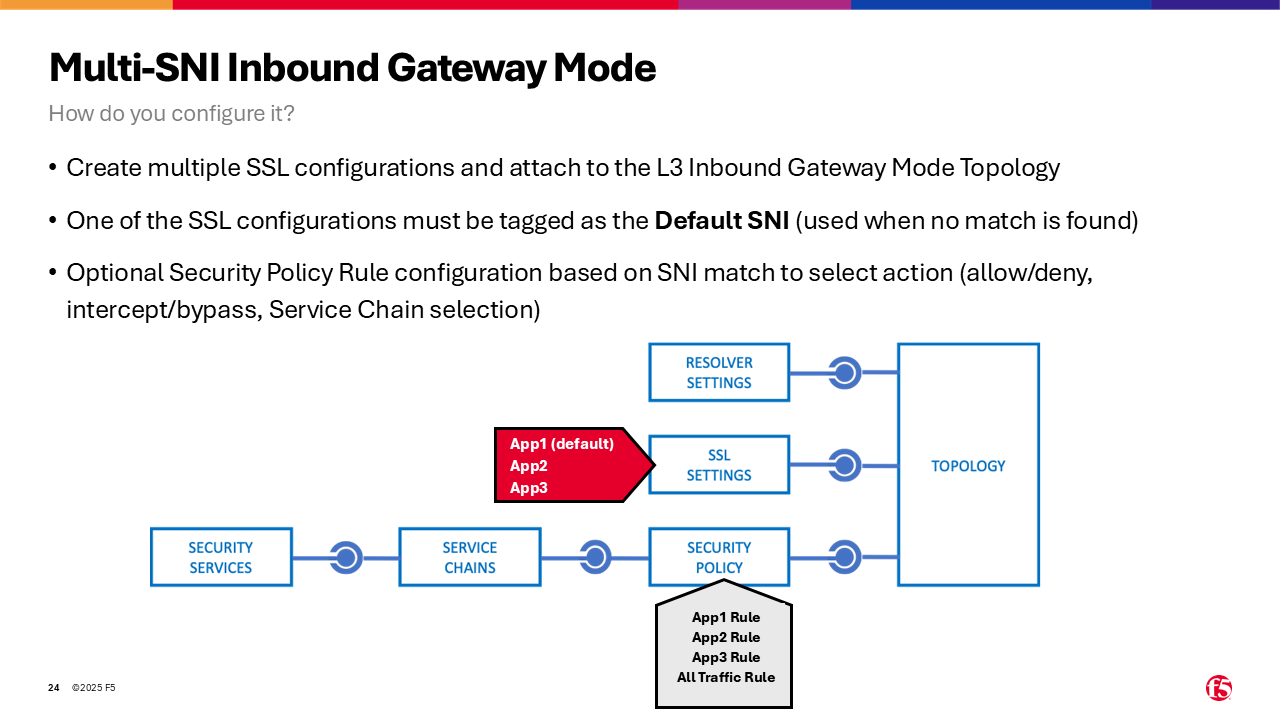 Multi-SNI Inbound Gateway Mode
How do you configure it?
• Create multiple SSL configurations and attach to the L3 Inbound Gateway Mode Topology
• One of the SSL configurations must be tagged as the Default SNI (used when no match is found)
• Optional Security Policy Rule configuration based on SNI match to select action (allow/deny,
intercept/bypass, Service Chain selection)
RESOLVER
SETTINGS
App1 (default)
App2
App3
SSL
SETTINGS
TOPOLOGY
SECURITY
SERVICES
SERVICE
CHAINS
SECURITY
POLICY
App1 Rule
App2 Rule
App3 Rule
All Traffic Rule
24 ©2025 F5
f5